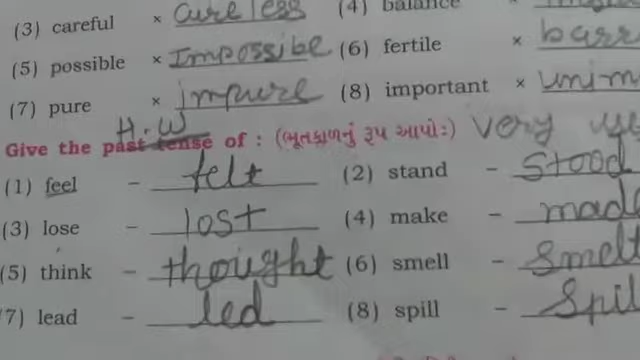 (3) careful × careless (4) balance ×
(5) possible × Impossibe (6) fertile ×
(7) pure × impure (8) important ×
H.W
Give the past tense of : (ભૂતકાળનું રૂપ આપો:) Very
(1) feel - felt (2) stand - stood
(3) lose - lost (4) make - made
(5) think - thought (6) smell - smelt
(7) lead - led (8) spill -